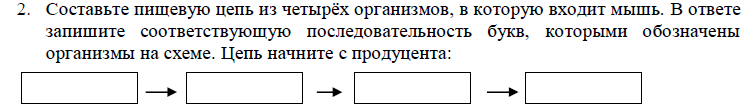 2. Составьте пищевую цепь из четырёх организмов, в которую входит мышь. В ответе
запишите соответствующую последовательность букв, которыми обозначены
организмы на схеме. Цепь начните с продуцента: